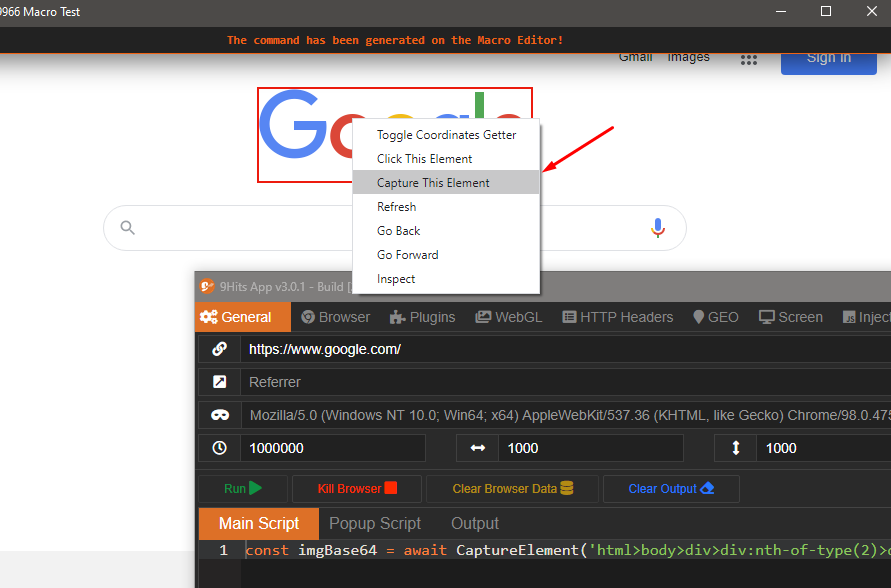 9966 Macro Test
The command has been generated on the Macro Editor!
Gmail Images Sign in
Google
Toggle Coordinates Getter
Click This Element
Capture This Element
Refresh
Go Back
Go Forward
Inspect
9Hits App v3.0.1 - Build [
General Browser Plugins WebGL HTTP Headers GEO Screen Inject
https://www.google.com/
Referrer
Mozilla/5.0 (Windows NT 10.0; Win64; x64) AppleWebKit/537.36 (KHTML, like Gecko) Chrome/98.0.475
1000000 1000 1000
Run Kill Browser Clear Browser Data Clear Output
Main Script Popup Script Output
1 const imgBase64 = await CaptureElement('html>body>div>div:nth-of-type(2)>